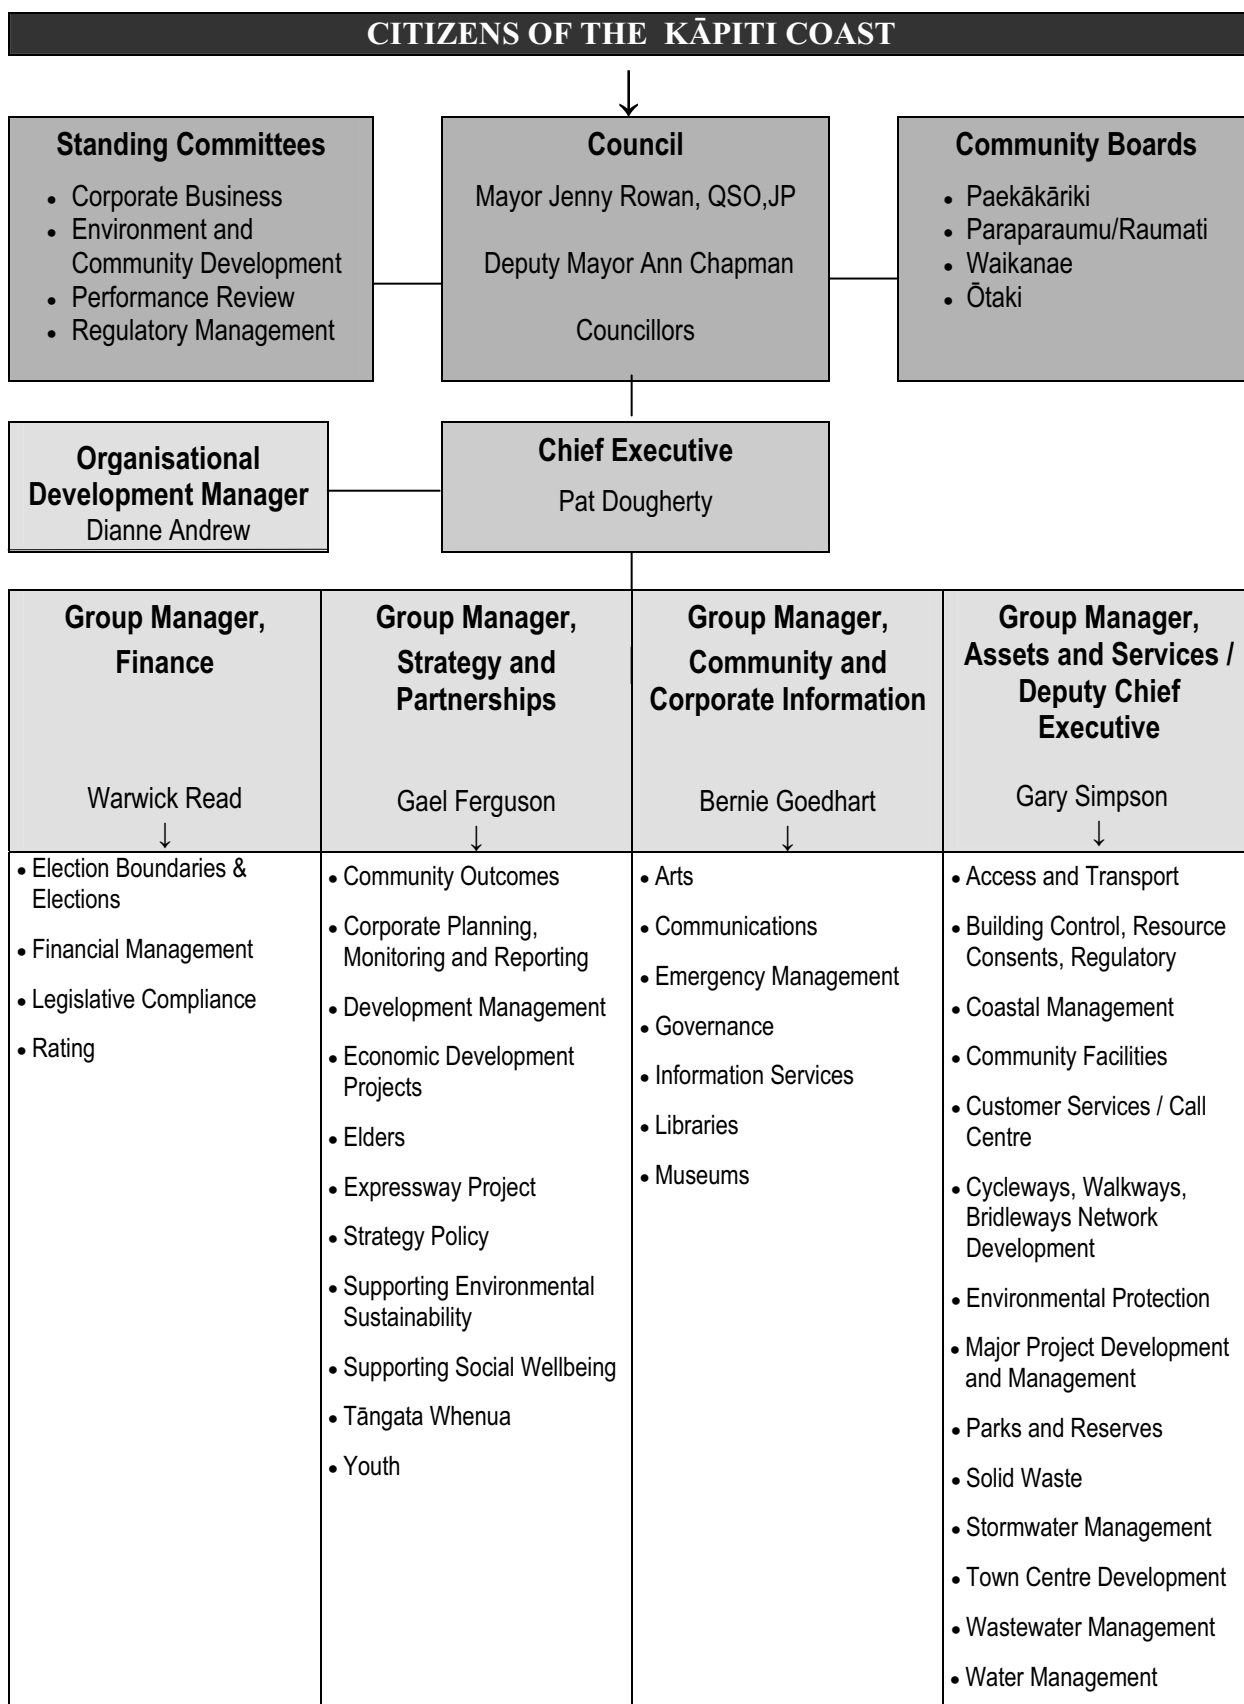 CITIZENS OF THE KĀPITI COAST
Standing Committees
• Corporate Business
• Environment and
Community Development
• Performance Review
• Regulatory Management
Council
Mayor Jenny Rowan, QSO,JP
Deputy Mayor Ann Chapman
Councillors
Community Boards
• Paekākāriki
• Paraparaumu/Raumati
• Waikanae
• Ōtaki
Organisational
Development Manager
Dianne Andrew
Chief Executive
Pat Dougherty
Group Manager,
Finance
Warwick Read
↓
• Election Boundaries &
Elections
• Financial Management
• Legislative Compliance
• Rating
Group Manager,
Strategy and
Partnerships
Gael Ferguson
↓
• Community Outcomes
• Corporate Planning,
Monitoring and Reporting
• Development Management
• Economic Development
Projects
• Elders
• Expressway Project
• Strategy Policy
• Supporting Environmental
Sustainability
• Supporting Social Wellbeing
• Tāngata Whenua
• Youth
Group Manager,
Community and
Corporate Information
Bernie Goedhart
↓
• Arts
• Communications
• Emergency Management
• Governance
• Information Services
• Libraries
• Museums
Group Manager,
Assets and Services /
Deputy Chief
Executive
Gary Simpson
↓
• Access and Transport
• Building Control, Resource
Consents, Regulatory
• Coastal Management
• Community Facilities
• Customer Services / Call
Centre
• Cycleways, Walkways,
Bridleways Network
Development
• Environmental Protection
• Major Project Development
and Management
• Parks and Reserves
• Solid Waste
• Stormwater Management
• Town Centre Development
• Wastewater Management
• Water Management